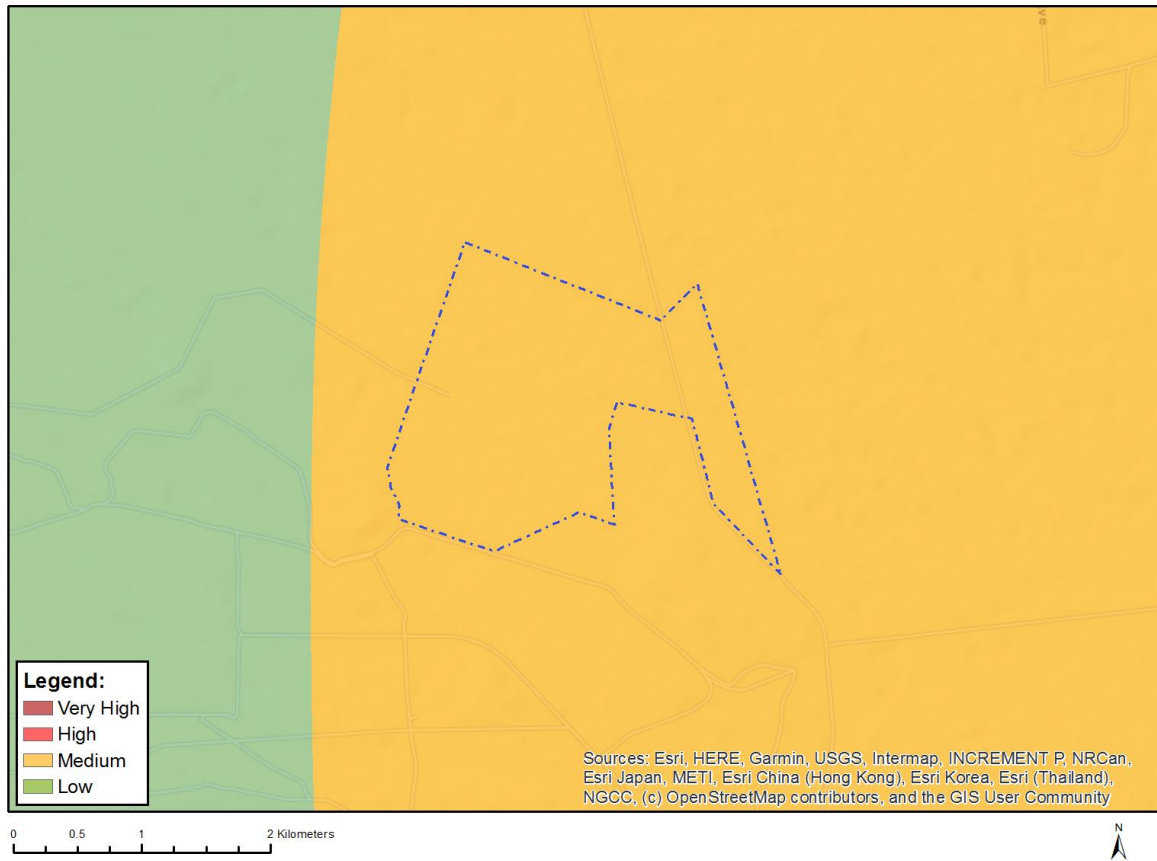 ve
Legend:
Very High
High
Medium
Low
Sources: Esri, HERE, Garmin, USGS, Intermap, INCREMENT P, NRCan,
Esri Japan, METI, Esri China (Hong Kong), Esri Korea, Esri (Thailand),
NGCC, (c) OpenStreetMap contributors, and the GIS User Community
0 0.5 1 2 Kilometers
N